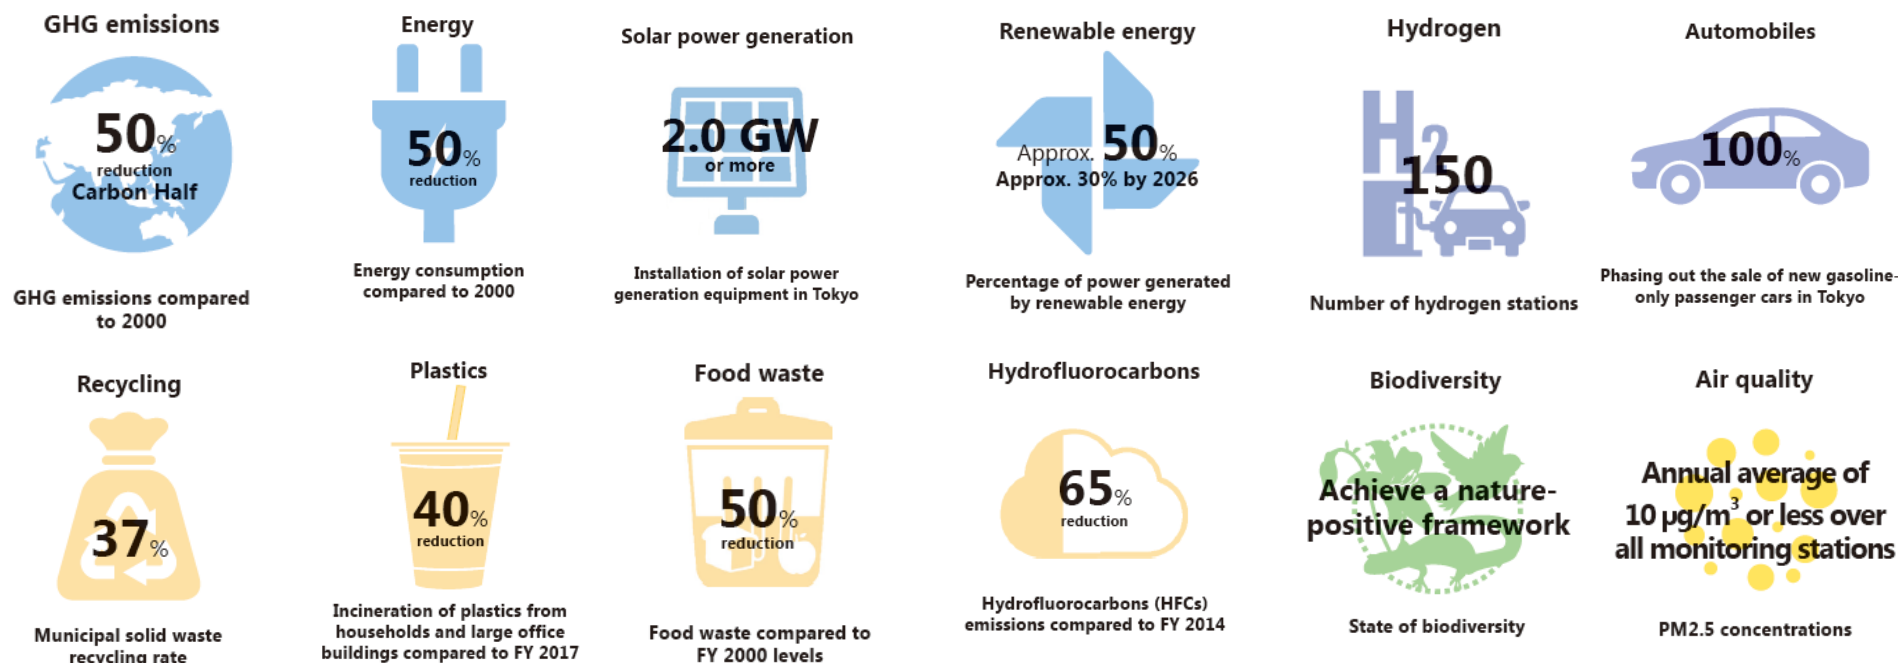 GHG emissions
50%
reduction
Carbon Half
GHG emissions compared
to 2000
Energy
50%
reduction
Energy consumption
compared to 2000
Solar power generation
2.0 GW
or more
Installation of solar power
generation equipment in Tokyo
Renewable energy
Approx. 50%
Approx. 30% by 2026
Percentage of power generated
by renewable energy
Hydrogen
H2
150
Number of hydrogen stations
Automobiles
100%
Phasing out the sale of new gasoline-
only passenger cars in Tokyo
Recycling
37%
Municipal solid waste
recycling rate
Plastics
40%
reduction
Incineration of plastics from
households and large office
buildings compared to FY 2017
Food waste
50%
reduction
Food waste compared to
FY 2000 levels
Hydrofluorocarbons
65%
reduction
Hydrofluorocarbons (HFCs)
emissions compared to FY 2014
Biodiversity
Achieve a nature-
positive framework
State of biodiversity
Air quality
Annual average of
10 μg/m³ or less over
all monitoring stations
PM2.5 concentrations